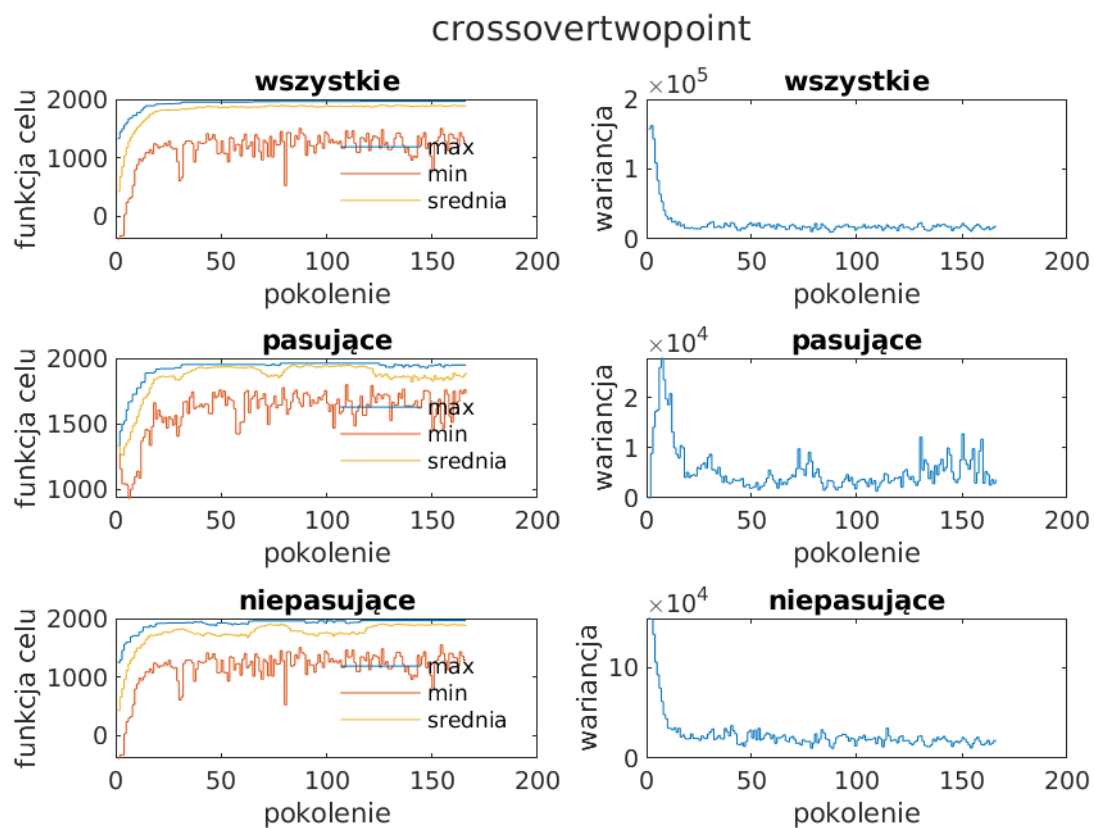 crossovertwopoint
wszystkie
funkcja celu
2000
1000
0
max
min
srednia
0 50 100 150 200
pokolenie
wszystkie
×10^5
wariancja
2
1
0
0 50 100 150 200
pokolenie
pasujące
funkcja celu
2000
1500
1000
max
min
srednia
0 50 100 150 200
pokolenie
pasujące
×10^4
wariancja
2
1
0
0 50 100 150 200
pokolenie
niepasujące
funkcja celu
2000
1000
0
max
min
srednia
0 50 100 150 200
pokolenie
niepasujące
×10^4
wariancja
10
0
0 50 100 150 200
pokolenie